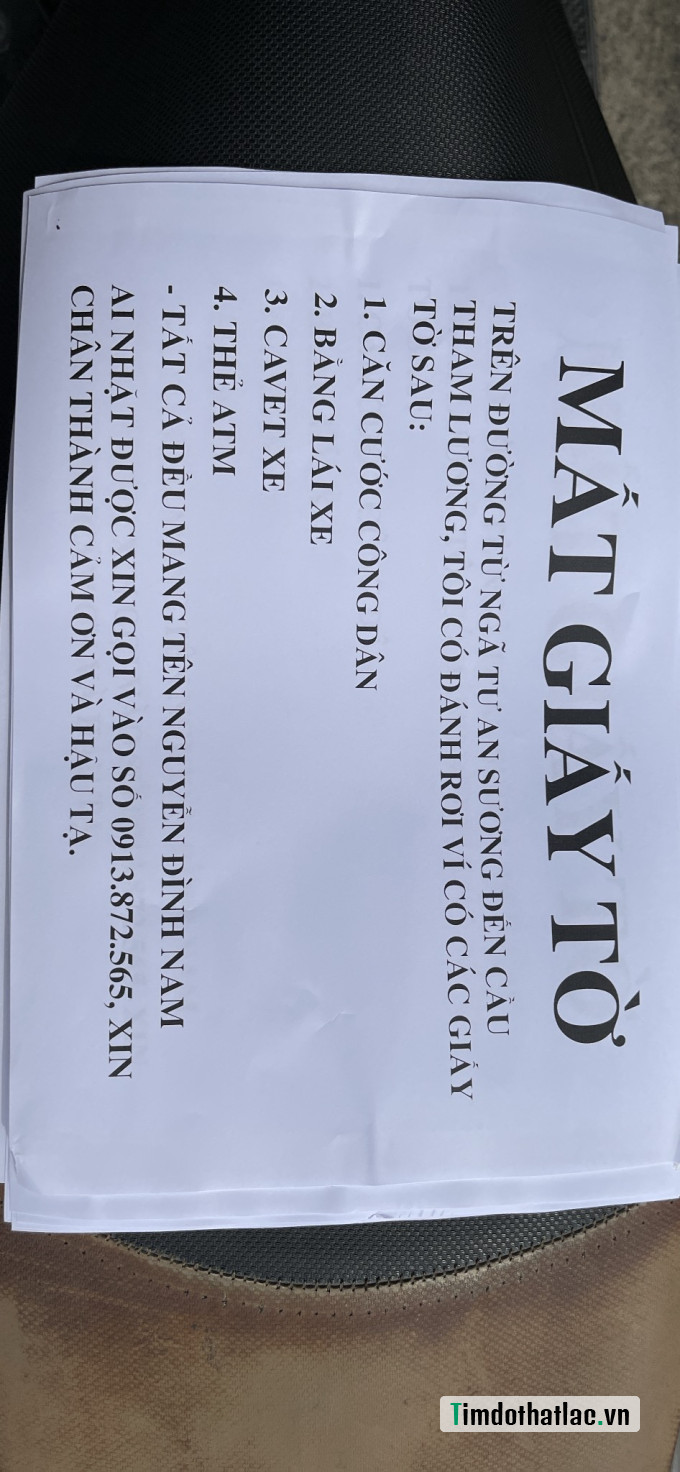 MẤT GIẤY TỜ
TRÊN ĐƯỜNG TỪ NGÃ TƯ AN SƯƠNG ĐẾN CẦU
THAM LƯƠNG, TÔI CÓ ĐÁNH RƠI VÍ CÓ CÁC GIẤY
TỜ SAU:
1. CĂN CƯỚC CÔNG DÂN
2. BẰNG LÁI XE
3. CAVET XE
4. THẺ ATM
- TẤT CẢ ĐỀU MANG TÊN NGUYỄN ĐÌNH NAM
AI NHẶT ĐƯỢC XIN GỌI VÀO SỐ 0913.872.565, XIN
CHÂN THÀNH CẢM ƠN VÀ HẬU TẠ.
Timdothatlac.vn